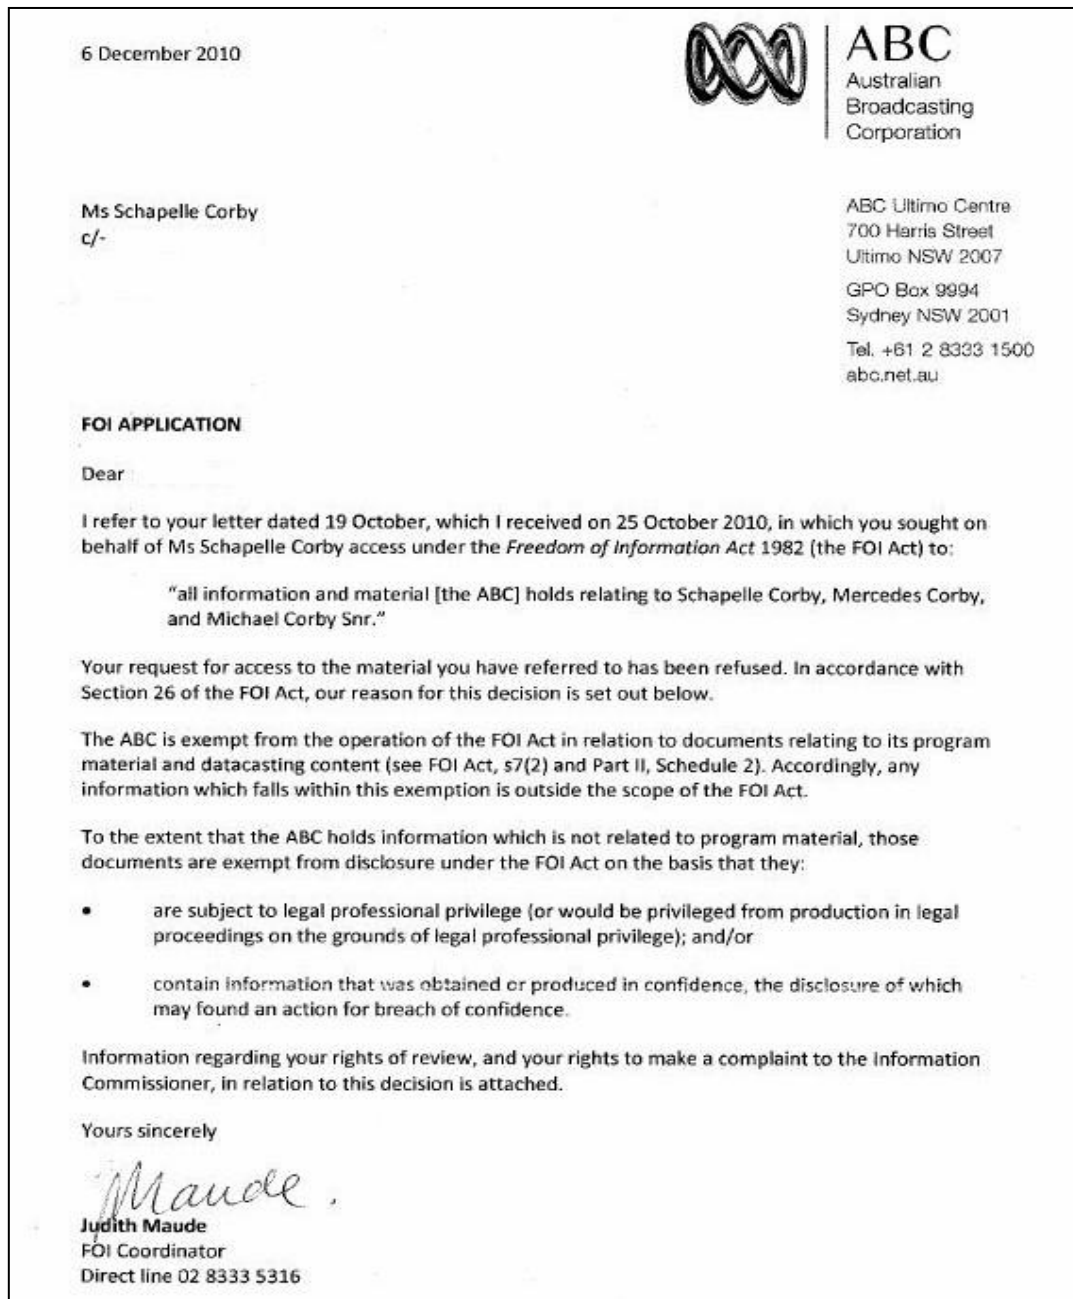 6 December 2010
ABC
Australian
Broadcasting
Corporation
Ms Schapelle Corby
c/-
ABC Ultimo Centre
700 Harris Street
Ultimo NSW 2007
GPO Box 9994
Sydney NSW 2001
Tel. +61 2 8333 1500
abc.net.au
FOI APPLICATION
Dear
I refer to your letter dated 19 October, which I received on 25 October 2010, in which you sought on
behalf of Ms Schapelle Corby access under the Freedom of Information Act 1982 (the FOI Act) to:
"all information and material [the ABC] holds relating to Schapelle Corby, Mercedes Corby,
and Michael Corby Snr."
Your request for access to the material you have referred to has been refused. In accordance with
Section 26 of the FOI Act, our reason for this decision is set out below.
The ABC is exempt from the operation of the FOI Act in relation to documents relating to its program
material and datacasting content (see FOI Act, s7(2) and Part II, Schedule 2). Accordingly, any
information which falls within this exemption is outside the scope of the FOI Act.
To the extent that the ABC holds information which is not related to program material, those
documents are exempt from disclosure under the FOI Act on the basis that they:
• are subject to legal professional privilege (or would be privileged from production in legal
proceedings on the grounds of legal professional privilege); and/or
• contain information that was obtained or produced in confidence, the disclosure of which
may found an action for breach of confidence.
Information regarding your rights of review, and your rights to make a complaint to the Information
Commissioner, in relation to this decision is attached.
Yours sincerely
JMaude.
Judith Maude
FOI Coordinator
Direct line 02 8333 5316